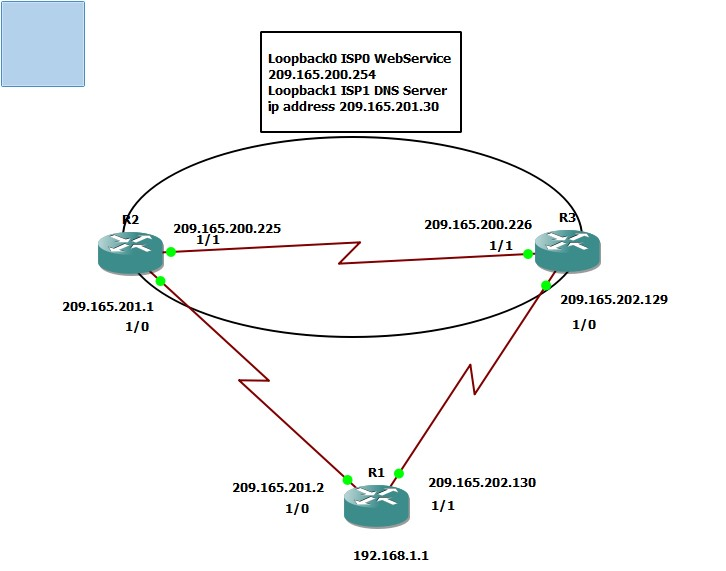 Loopback0 ISP0 WebService
209.165.200.254
Loopback1 ISP1 DNS Server
ip address 209.165.201.30
R2
R3
209.165.200.225
1/1
209.165.200.226
1/1
209.165.201.1
1/0
209.165.202.129
1/0
R1
209.165.201.2
1/0
209.165.202.130
1/1
192.168.1.1